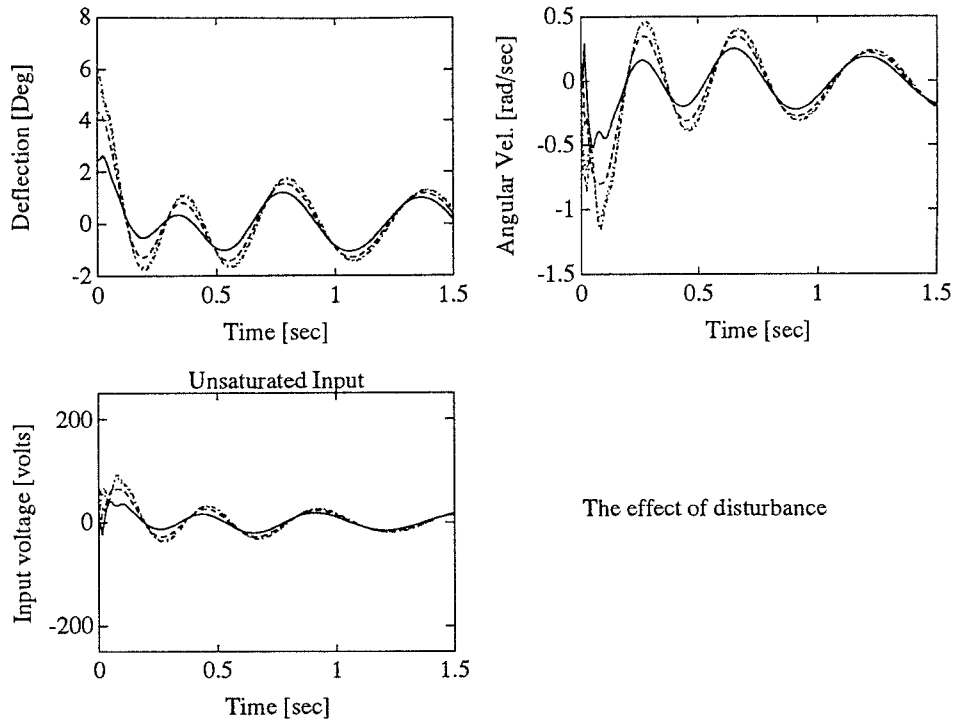 8
6
4
2
0
-2
Deflection [Deg]
0 0.5 1 1.5
Time [sec]
0.5
0
-0.5
-1
-1.5
Angular Vel. [rad/sec]
0 0.5 1 1.5
Time [sec]
Unsaturated Input
200
0
-200
Input voltage [volts]
0 0.5 1 1.5
Time [sec]
The effect of disturbance